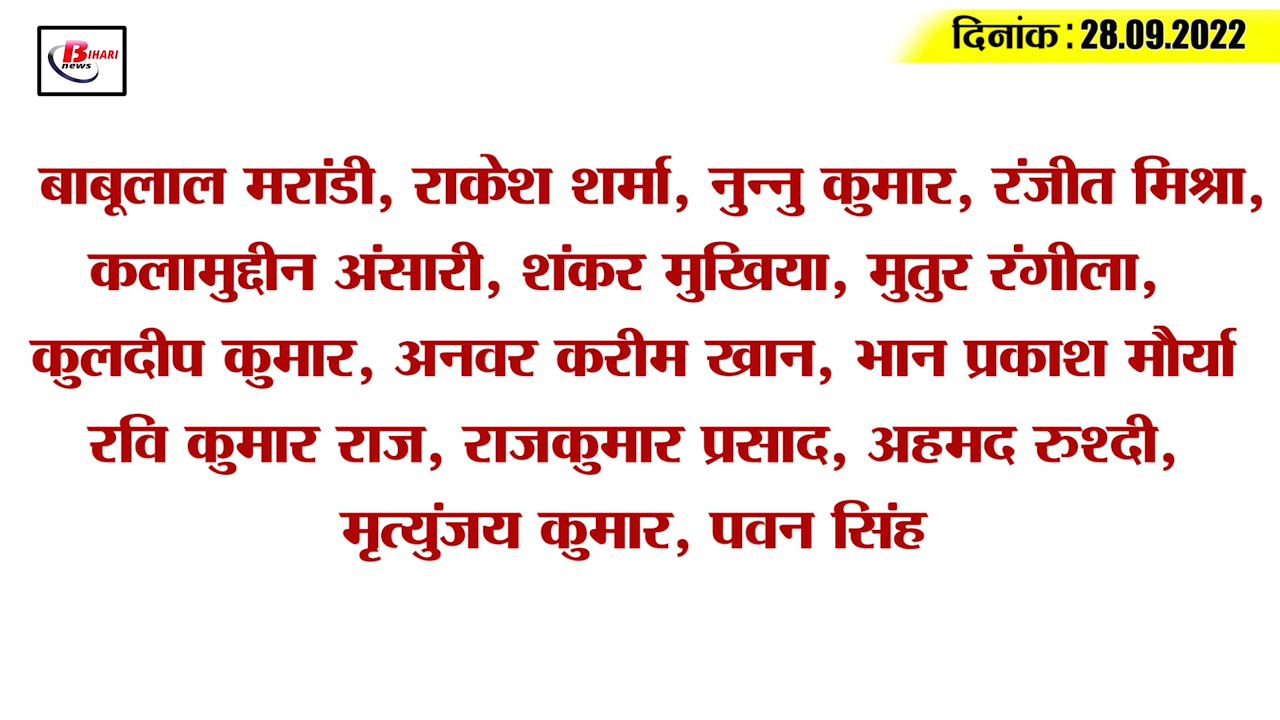 BIHARI
news
दिनांक : 28.09.2022
बाबूलाल मरांडी, राकेश शर्मा, नुन्नु कुमार, रंजीत मिश्रा,
कलामुद्दीन अंसारी, शंकर मुखिया, मुतुर रंगीला,
कुलदीप कुमार, अनवर करीम खान, भान प्रकाश मौर्या
रवि कुमार राज, राजकुमार प्रसाद, अहमद रुश्दी,
मृत्युंजय कुमार, पवन सिंह